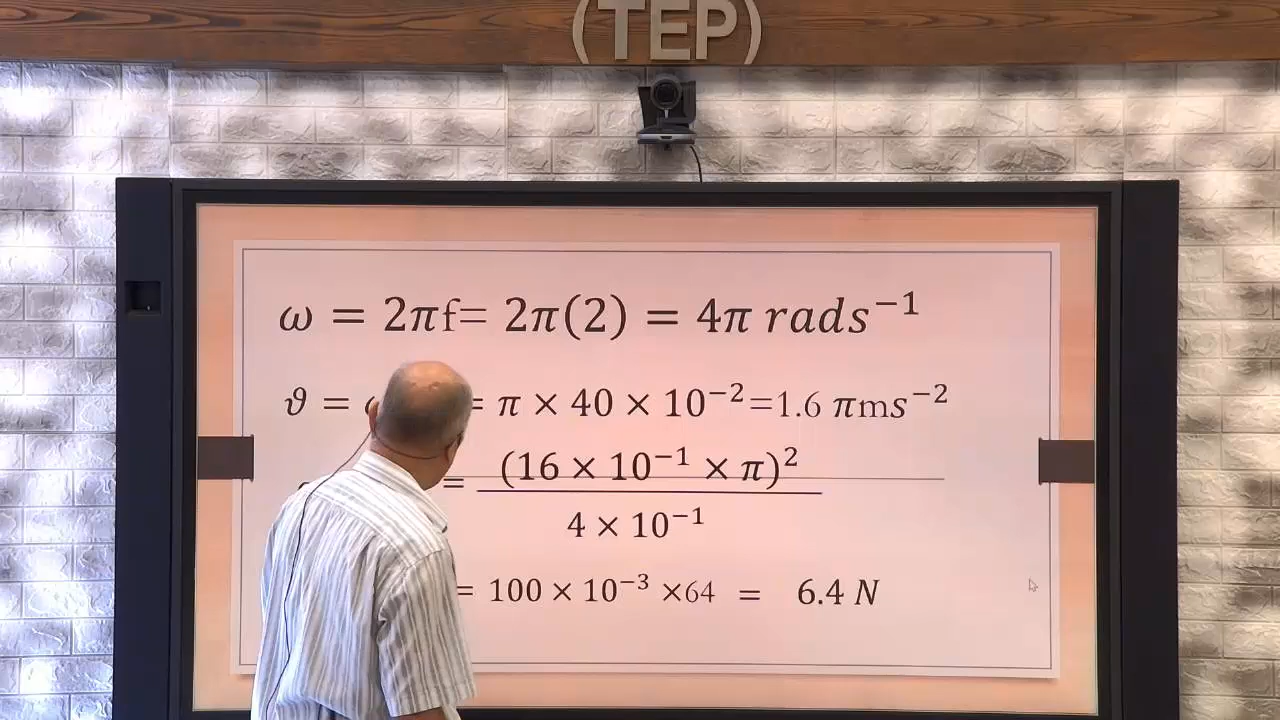 (TEP)
ω = 2πf= 2π(2) = 4π rads⁻¹
ϑ = = π × 40 × 10⁻²=1.6 πms⁻²
= (16 × 10⁻¹ × π)²
4 × 10⁻¹
= 100 × 10⁻³ ×64 = 6.4 N